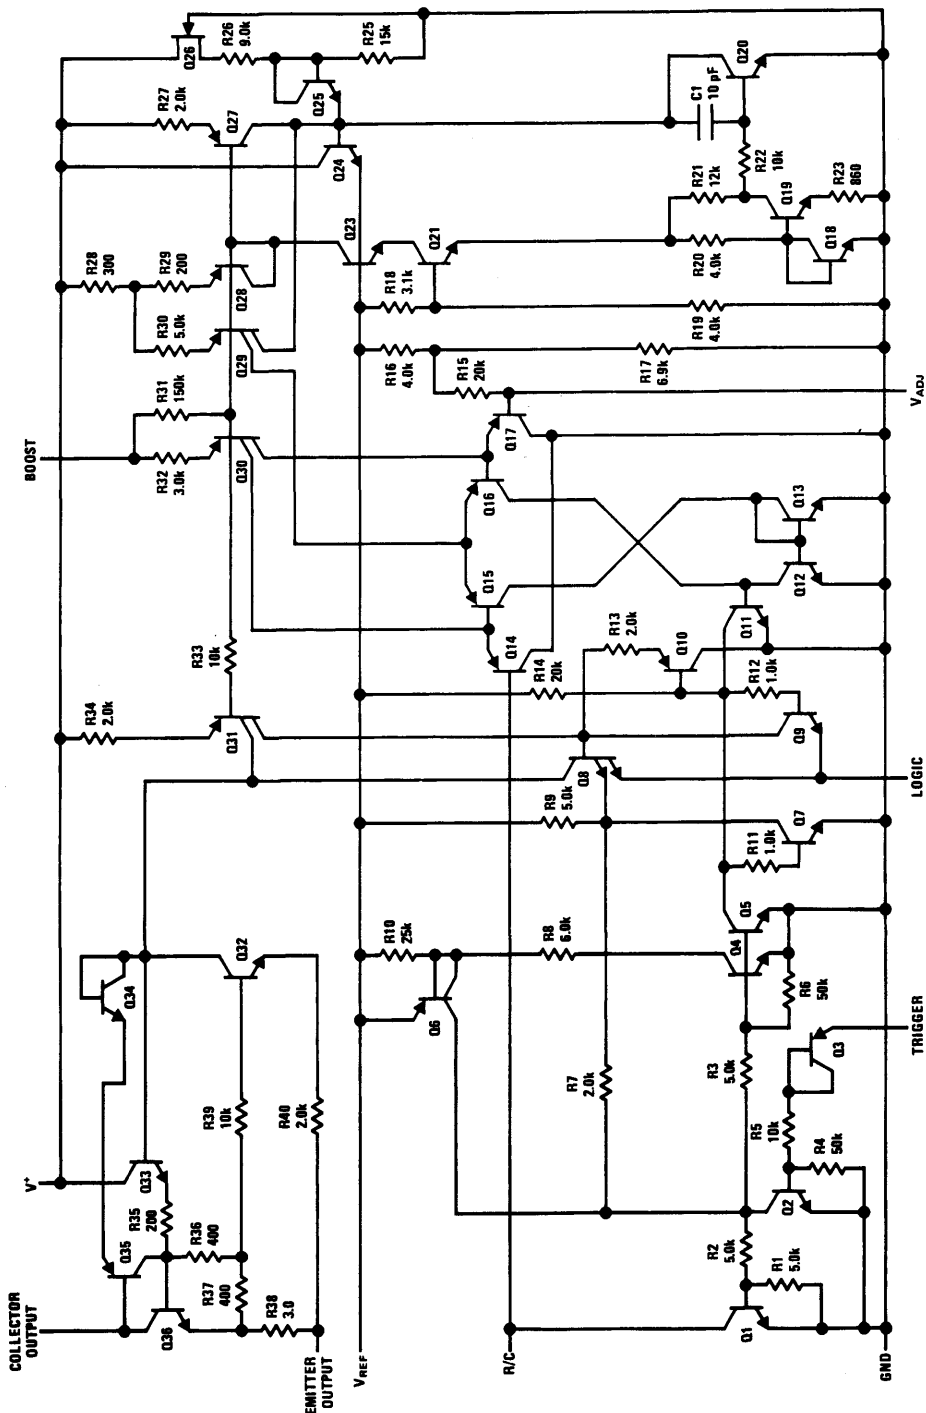 COLLECTOR
OUTPUT
V+
BOOST
EMITTER
OUTPUT
VREF
R/C
GND
TRIGGER
LOGIC
VADJ
Q36
Q35
R35
200
Q33
R36
400
R37
400
R38
3.0
R39
10k
R40
2.0k
Q34
Q32
R34
2.0k
Q31
R33
10k
R32
3.0k
R31
150k
Q30
R30
5.0k
Q29
R28
300
R29
200
Q28
R27
2.0k
Q27
Q26
R26
9.0k
R25
15k
Q25
Q24
Q23
R18
3.1k
Q21
R16
4.0k
R15
20k
R17
6.9k
R19
4.0k
R20
4.0k
R21
12k
R22
10k
C1
10 pF
Q20
Q19
R23
860
Q18
Q17
Q16
Q15
Q14
Q13
Q12
Q11
R14
20k
R13
2.0k
Q10
R12
1.0k
Q9
Q8
R9
5.0k
R11
1.0k
Q7
R10
25k
Q6
R8
6.0k
Q5
Q4
R6
50k
R7
2.0k
R3
5.0k
Q3
R5
10k
R4
50k
Q2
R2
5.0k
R1
5.0k
Q1